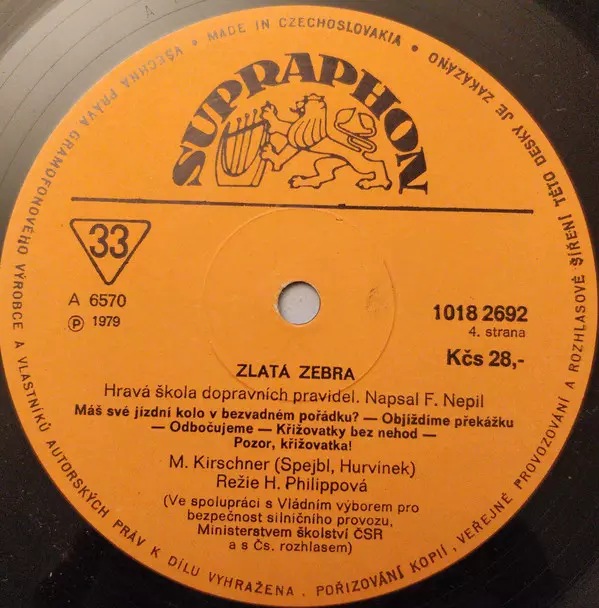 VŠECHNA PRÁVA GRAMOFONOVÉHO VÝROBCE A VLASTNÍKŮ AUTORSKÝCH PRÁV K DÍLU VYHRAŽENA. POŘIZOVÁNÍ KOPIÍ, VEŘEJNÉ PROVOZOVÁNÍ A ROZHLASOVÉ SÍŘENÍ TÉTO DESKY JE ZAKÁZÁNO
• MADE IN CZECHOSLOVAKIA •
SUPRAPHON
33
A 6570
Ⓟ 1979
1018 2692
4. strana
Kčs 28,-
ZLATÁ ZEBRA
Hravá škola dopravních pravidel. Napsal F. Nepil
Máš své jízdní kolo v bezvadném pořádku? — Objíždíme překážku
— Odbočujeme — Křižovatky bez nehod —
Pozor, křižovatka!
M. Kirschner (Spejbl, Hurvínek)
Režie H. Philippová
(Ve spolupráci s Vládním výborem pro
bezpečnost silničního provozu,
Ministerstvem školství ČSR
a s Čs. rozhlasem)